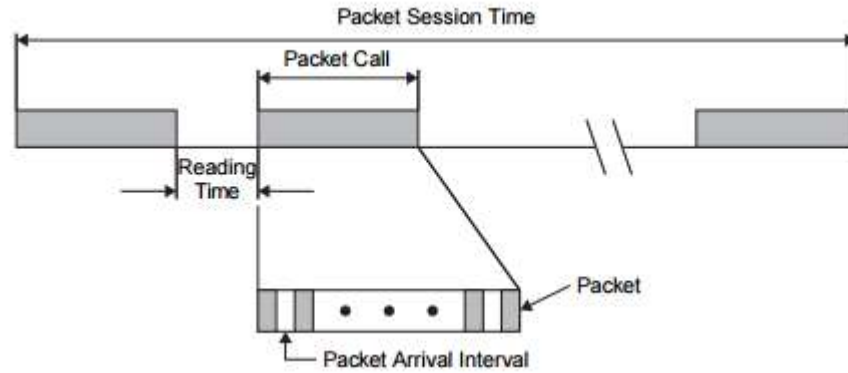 Packet Session Time
Packet Call
Reading
Time
Packet
Packet Arrival Interval